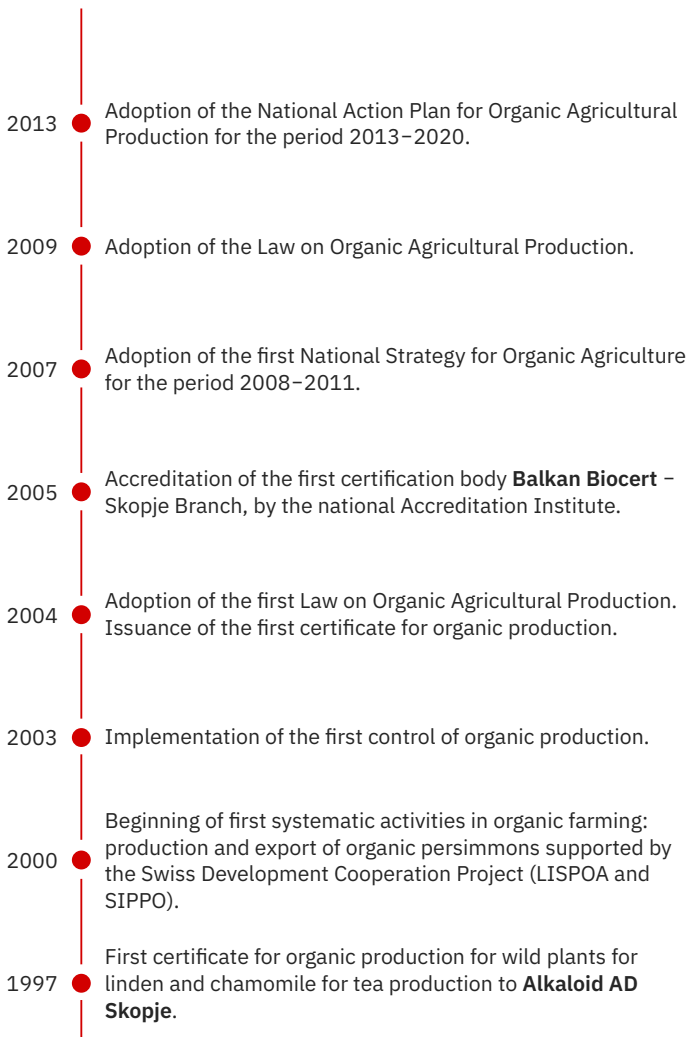 2013
Adoption of the National Action Plan for Organic Agricultural
Production for the period 2013–2020.
2009
Adoption of the Law on Organic Agricultural Production.
2007
Adoption of the first National Strategy for Organic Agriculture
for the period 2008–2011.
2005
Accreditation of the first certification body Balkan Biocert –
Skopje Branch, by the national Accreditation Institute.
2004
Adoption of the first Law on Organic Agricultural Production.
Issuance of the first certificate for organic production.
2003
Implementation of the first control of organic production.
2000
Beginning of first systematic activities in organic farming:
production and export of organic persimmons supported by
the Swiss Development Cooperation Project (LISPOA and
SIPPO).
1997
First certificate for organic production for wild plants for
linden and chamomile for tea production to Alkaloid AD
Skopje.